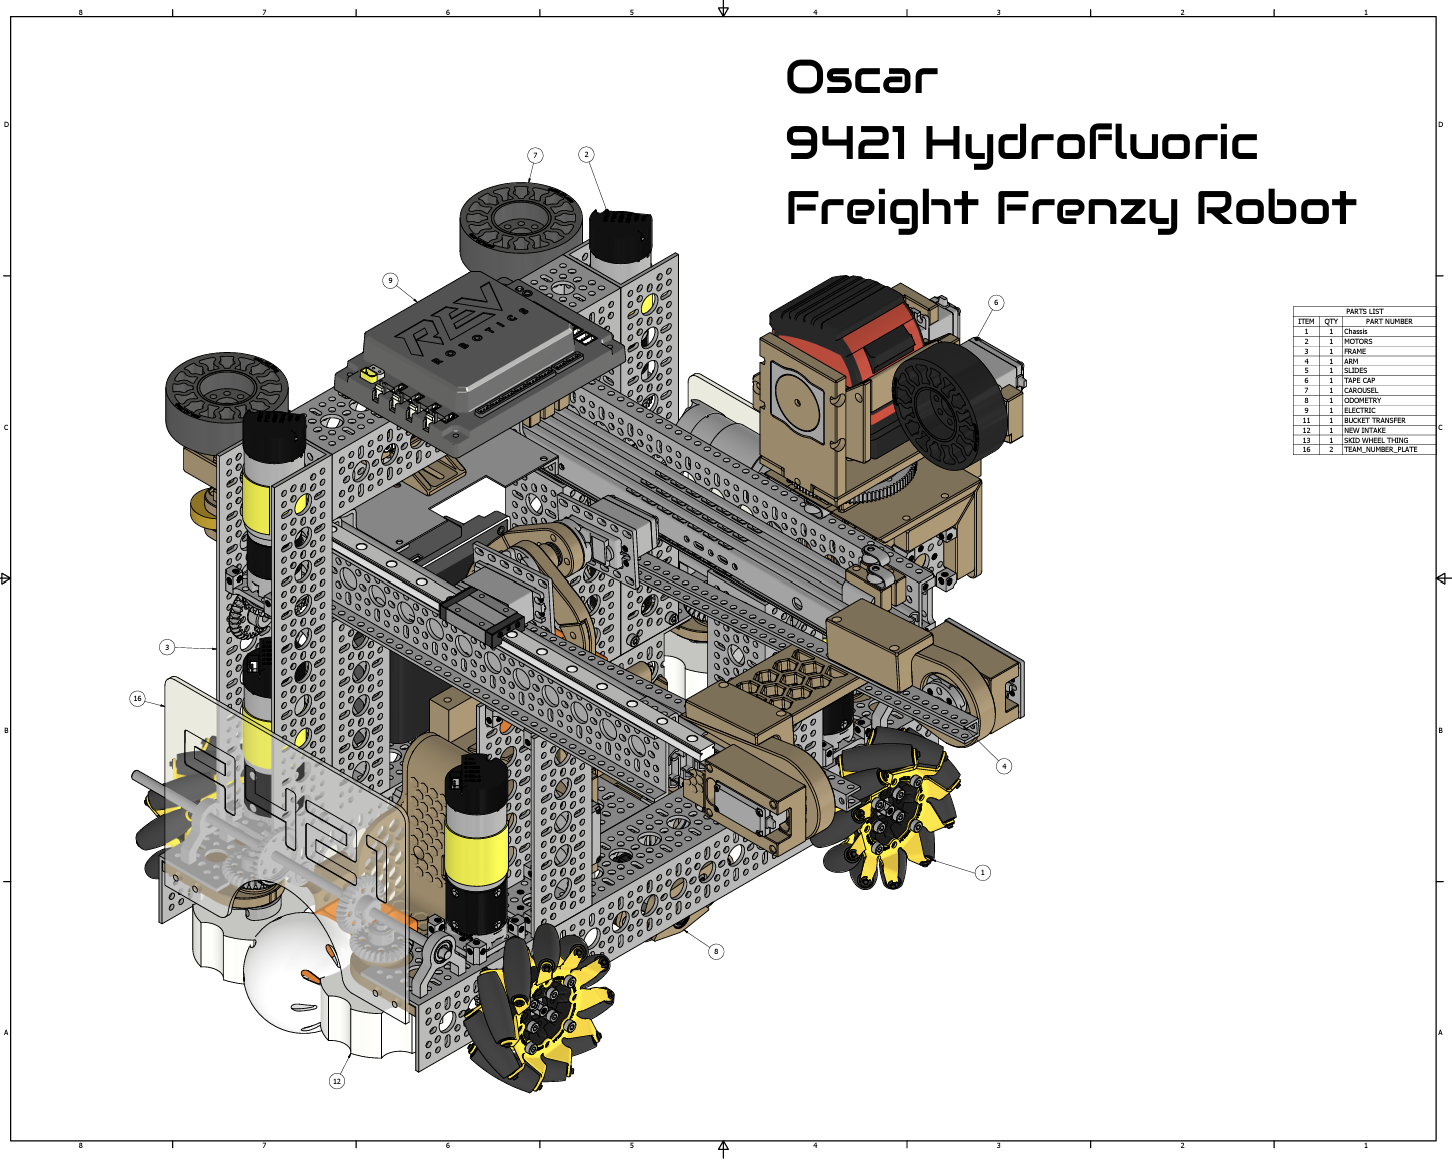 8 7 6 5 4 3 2 1
Oscar
9421 Hydrofluoric
Freight Frenzy Robot
D D
7
2
9
REV
ROBOTICS
6
PARTS LIST
ITEM QTY PART NUMBER
1 1 Chassis
2 1 MOTORS
3 1 FRAME
4 1 ARM
5 1 SLIDES
6 1 TAPE CAP
7 1 CAROUSEL
8 1 ODOMETRY
9 1 ELECTRIC
11 1 BUCKET TRANSFER
12 1 NEW INTAKE
13 1 SKID WHEEL THING
16 2 TEAM_NUMBER_PLATE
C C
3
16
9421
B B
4
1
8
A A
12
8 7 6 5 4 3 2 1